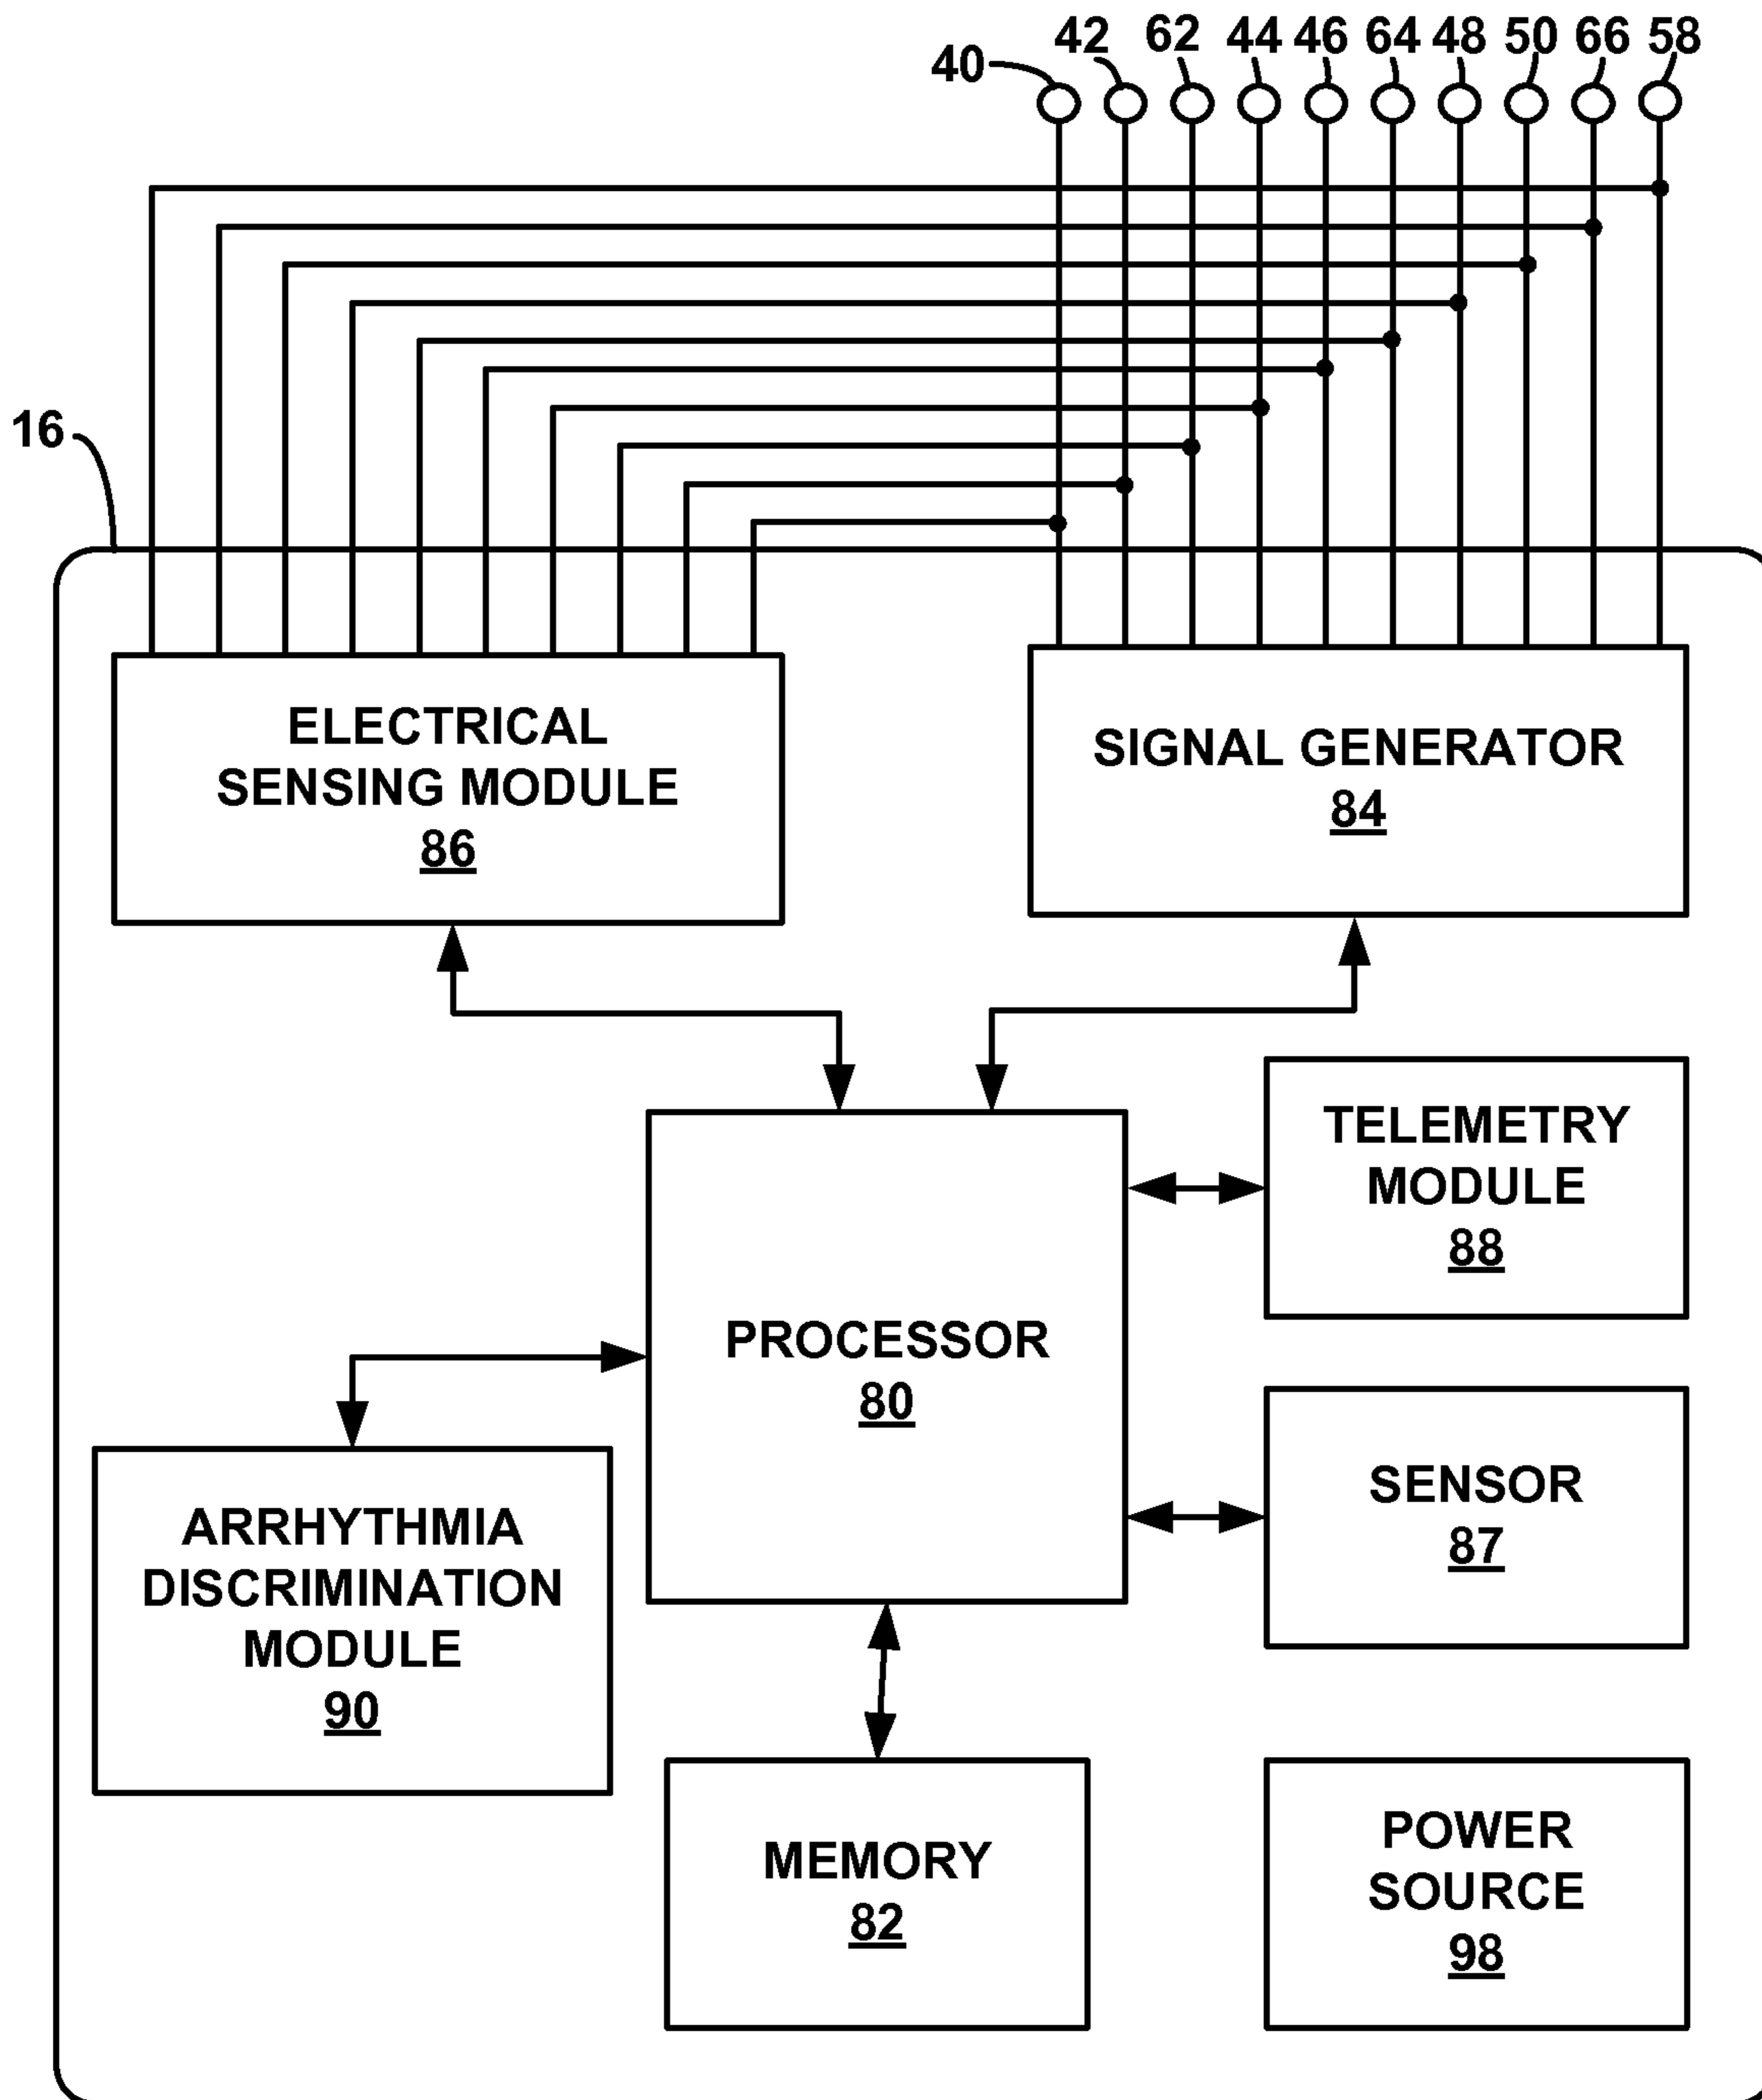 40 42 62 44 46 64 48 50 66 58
16
ELECTRICAL
SENSING MODULE
86
SIGNAL GENERATOR
84
TELEMETRY
MODULE
88
PROCESSOR
80
SENSOR
87
ARRHYTHMIA
DISCRIMINATION
MODULE
90
MEMORY
82
POWER
SOURCE
98